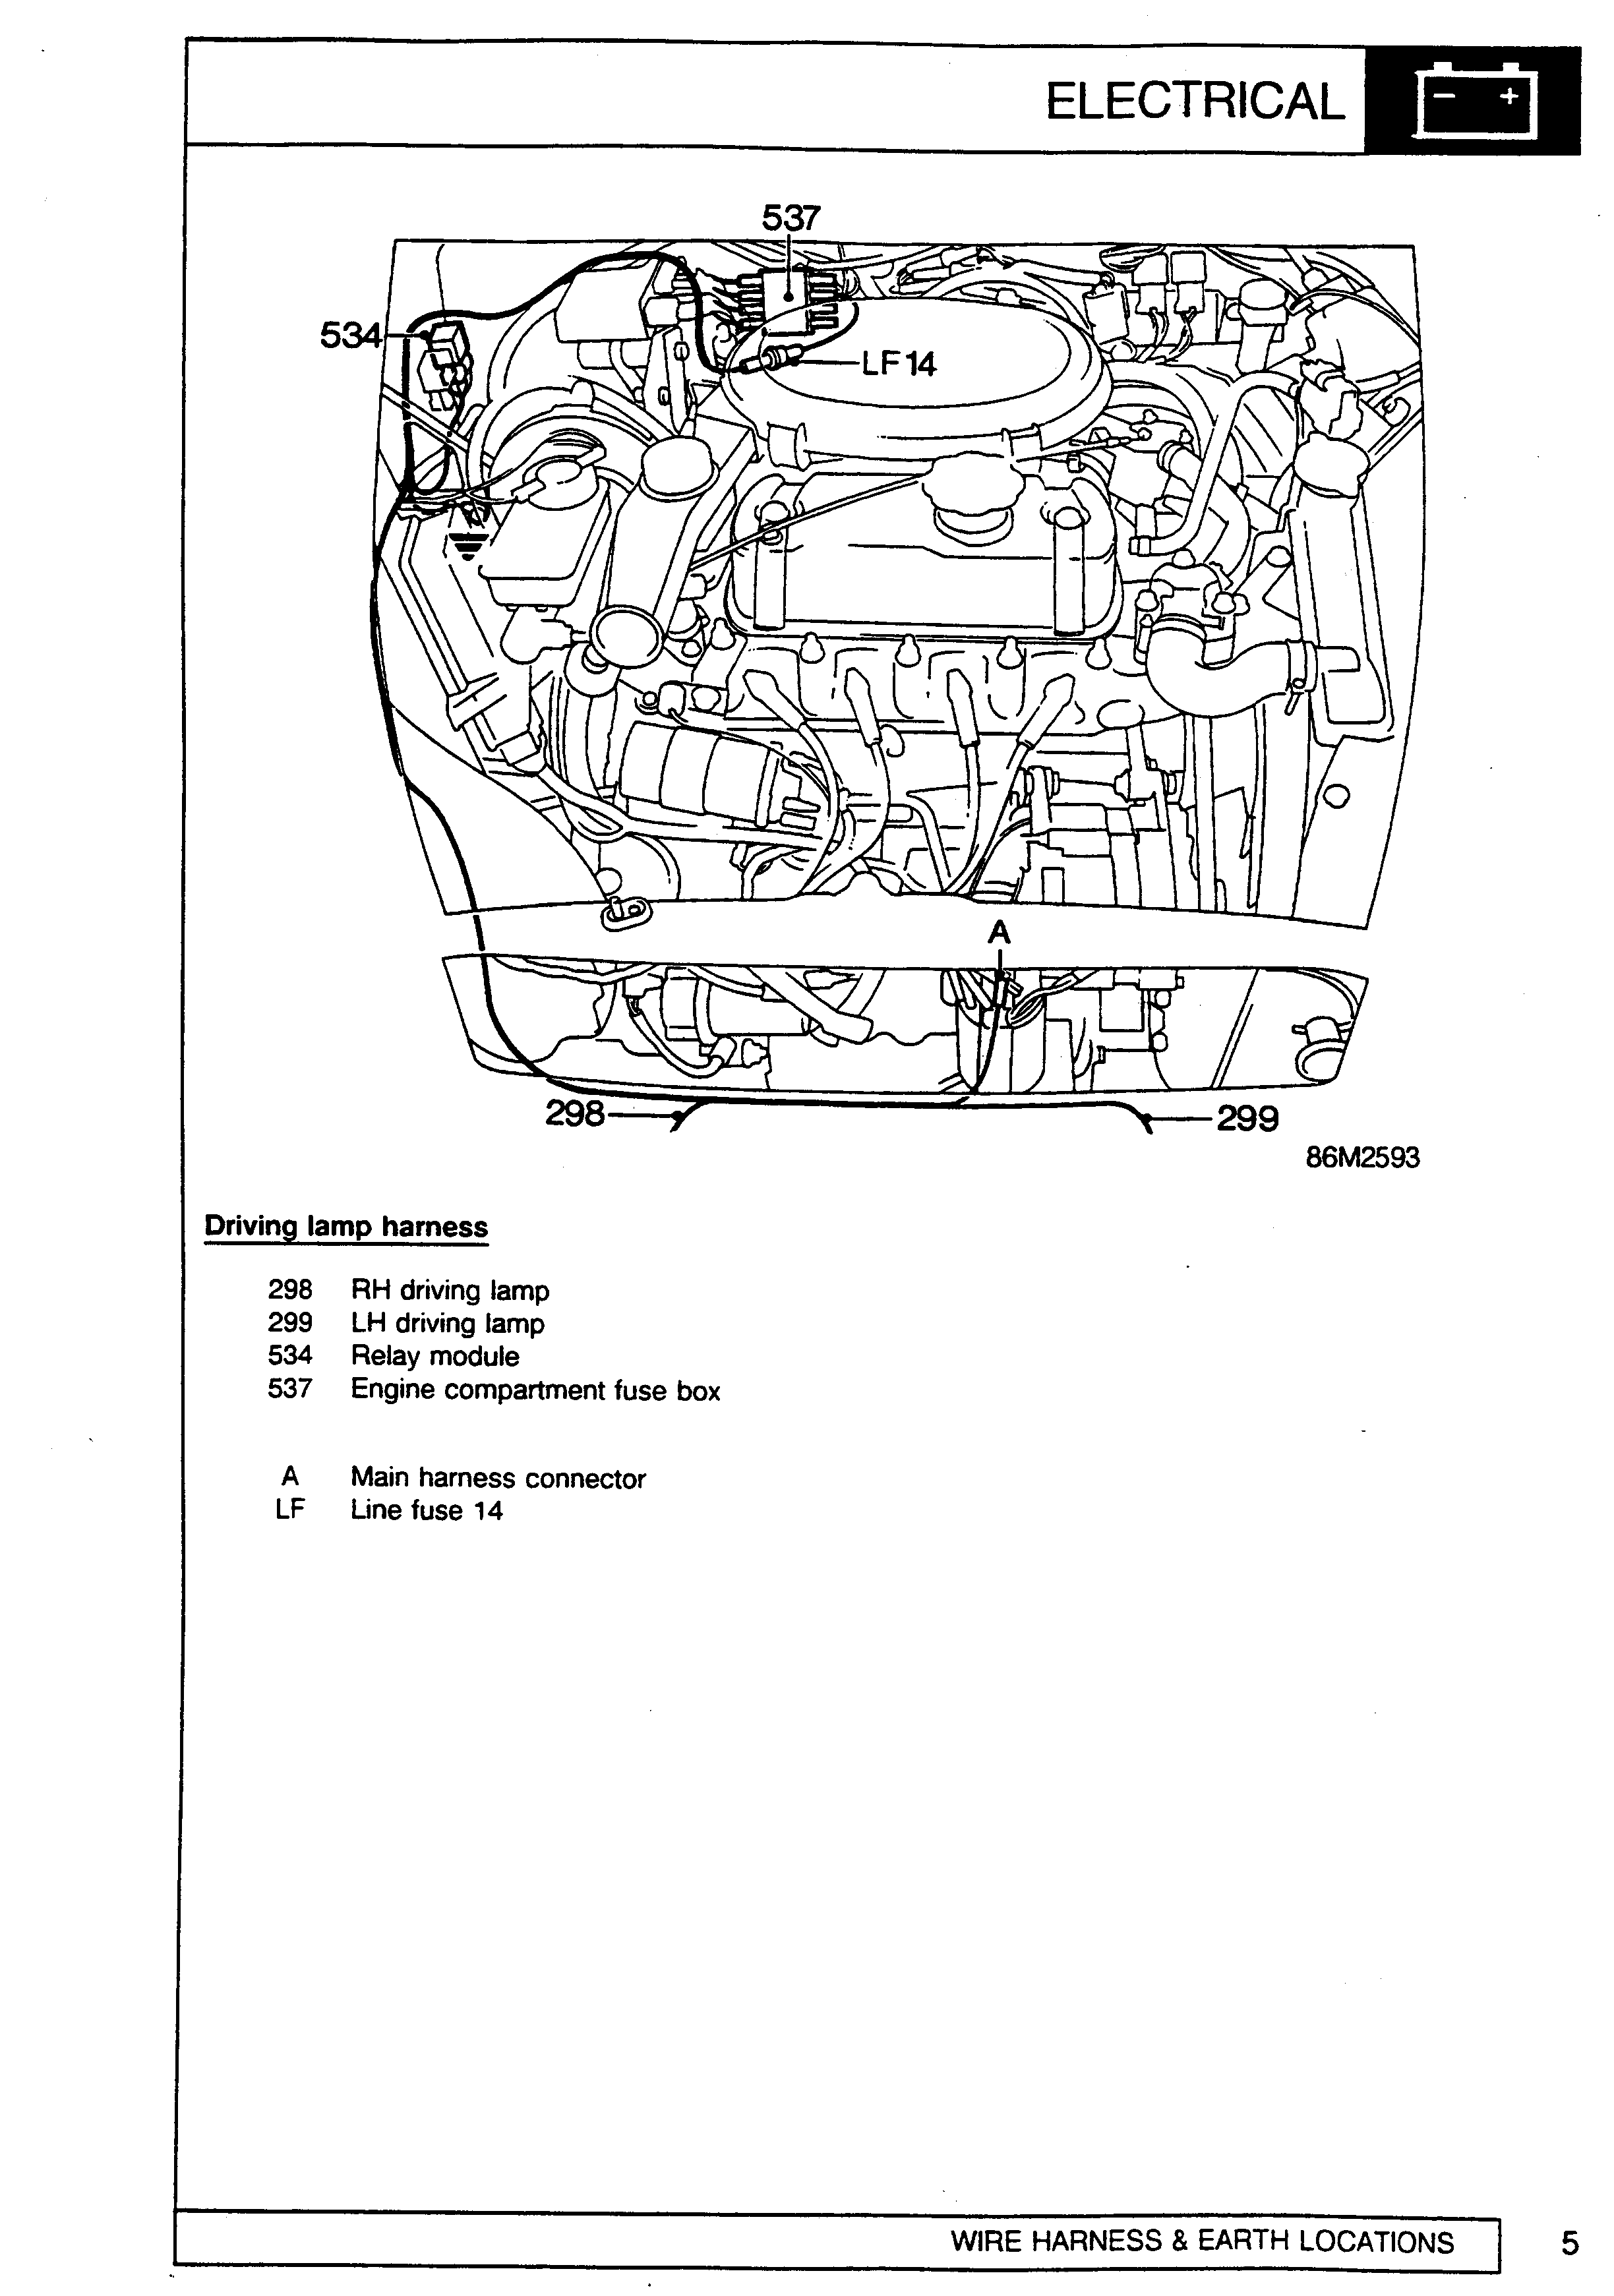 ELECTRICAL
- +
537
534
LF14
A
298
299
86M2593
Driving lamp harness
298 RH driving lamp
299 LH driving lamp
534 Relay module
537 Engine compartment fuse box
A Main harness connector
LF Line fuse 14
WIRE HARNESS & EARTH LOCATIONS
5